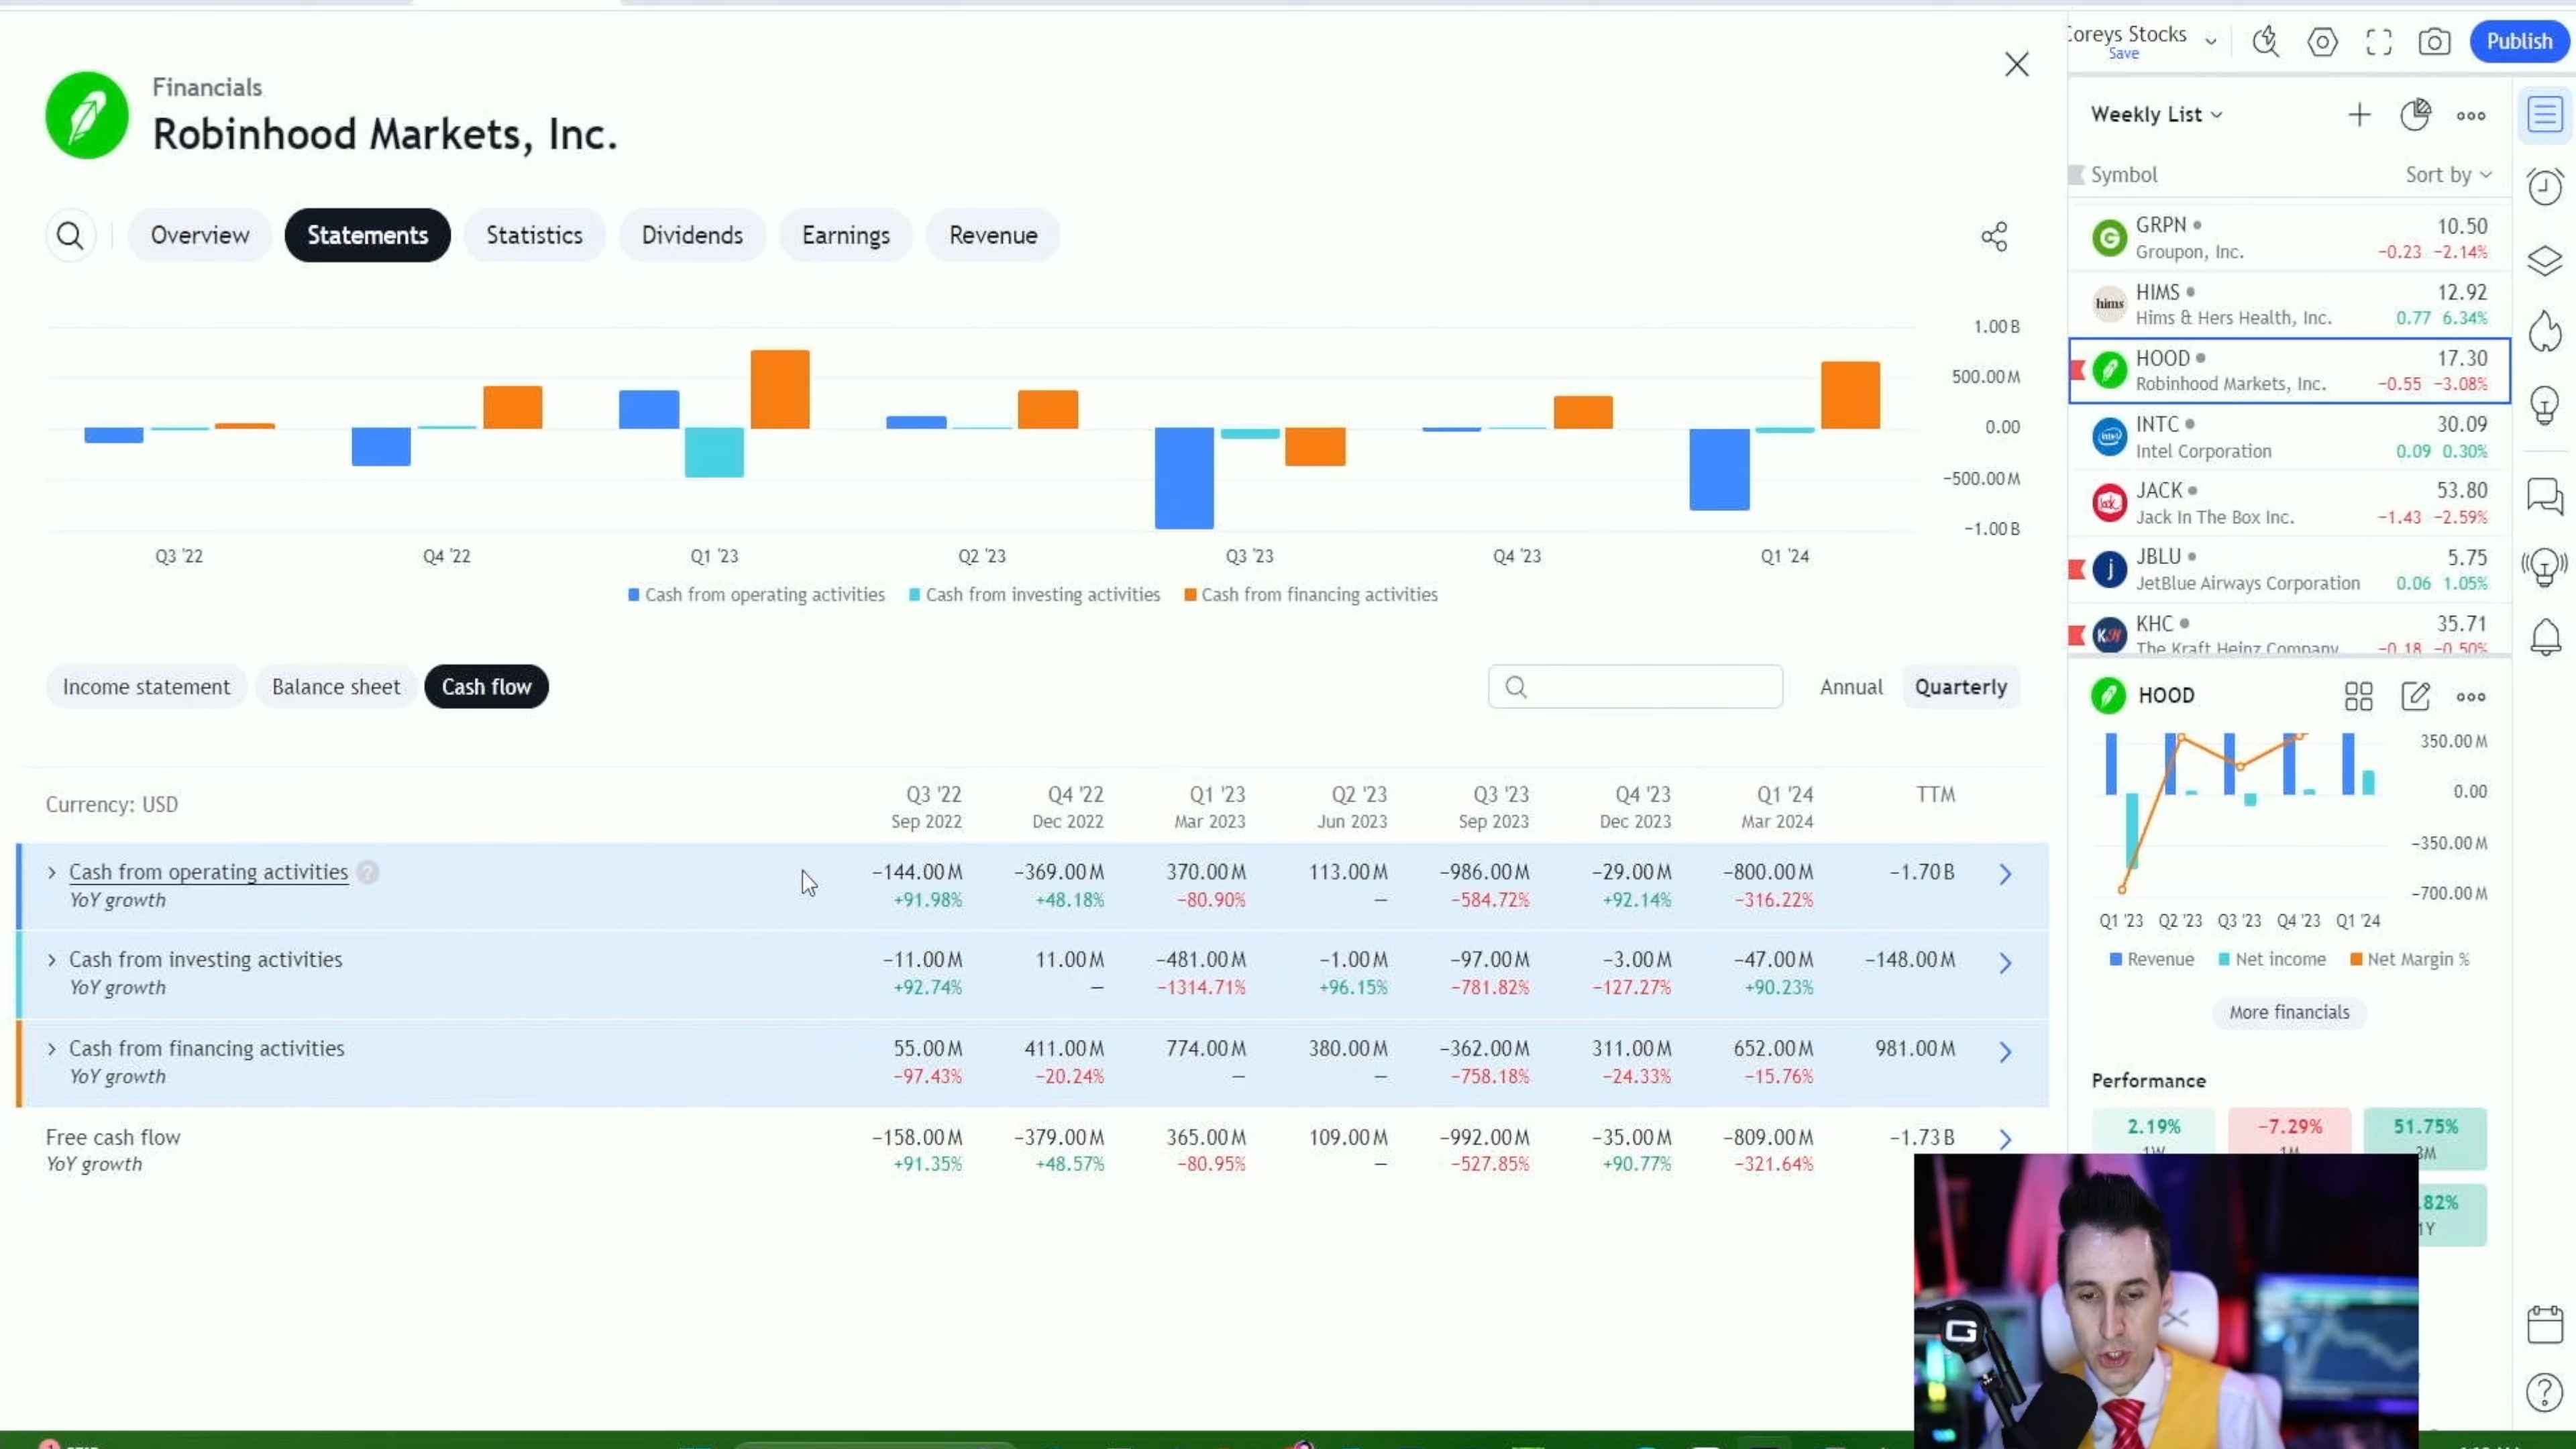 Coreys Stocks
Save
Publish
Financials
Robinhood Markets, Inc.
Overview
Statements
Statistics
Dividends
Earnings
Revenue
1.00 B
500.00 M
0.00
−500.00 M
−1.00 B
Q3 '22
Q4 '22
Q1 '23
Q2 '23
Q3 '23
Q4 '23
Q1 '24
Cash from operating activities
Cash from investing activities
Cash from financing activities
Income statement
Balance sheet
Cash flow
Annual
Quarterly
Currency: USD
Q3 '22 Q4 '22 Q1 '23 Q2 '23 Q3 '23 Q4 '23 Q1 '24 TTM
Sep 2022 Dec 2022 Mar 2023 Jun 2023 Sep 2023 Dec 2023 Mar 2024
Cash from operating activities ? −144.00 M −369.00 M 370.00 M 113.00 M −986.00 M −29.00 M −800.00 M −1.70 B
YoY growth +91.98% +48.18% −80.90% — −584.72% +92.14% −316.22%
Cash from investing activities −11.00 M 11.00 M −481.00 M −1.00 M −97.00 M −3.00 M −47.00 M −148.00 M
YoY growth +92.74% — −1314.71% +96.15% −781.82% −127.27% +90.23%
Cash from financing activities 55.00 M 411.00 M 774.00 M 380.00 M −362.00 M 311.00 M 652.00 M 981.00 M
YoY growth −97.43% −20.24% — — −758.18% −24.33% −15.76%
Free cash flow −158.00 M −379.00 M 365.00 M 109.00 M −992.00 M −35.00 M −809.00 M −1.73 B
YoY growth +91.35% +48.57% −80.95% — −527.85% +90.77% −321.64%
Weekly List
Symbol Sort by
GRPN 10.50
Groupon, Inc. −0.23 −2.14%
hims
HIMS 12.92
Hims & Hers Health, Inc. 0.77 6.34%
HOOD 17.30
Robinhood Markets, Inc. −0.55 −3.08%
intel
INTC 30.09
Intel Corporation 0.09 0.30%
JACK 53.80
Jack In The Box Inc. −1.43 −2.59%
j
JBLU 5.75
JetBlue Airways Corporation 0.06 1.05%
KH
KHC 35.71
The Kraft Heinz Company −0.18 −0.50%
HOOD
350.00 M
0.00
−350.00 M
−700.00 M
Q1 '23 Q2 '23 Q3 '23 Q4 '23 Q1 '24
Revenue Net income Net Margin %
More financials
Performance
2.19% −7.29% 51.75%
1W 1M 3M
.82%
1Y
G